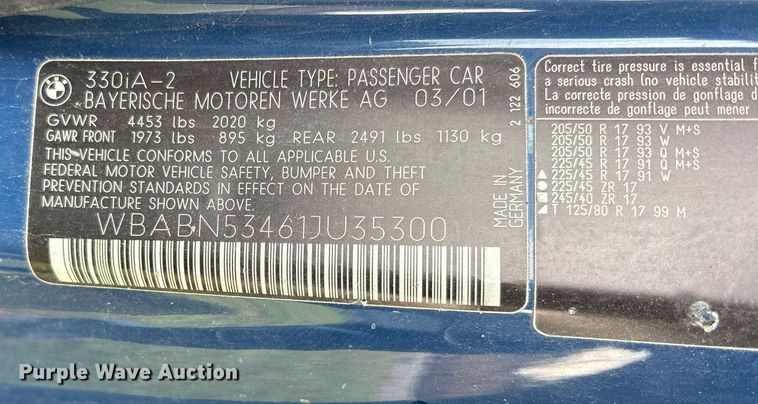 BMW
330iA-2 VEHICLE TYPE: PASSENGER CAR
BAYERISCHE MOTOREN WERKE AG 03/01
GVWR 4453 lbs 2020 kg
GAWR FRONT 1973 lbs 895 kg REAR 2491 lbs 1130 kg
THIS VEHICLE CONFORMS TO ALL APPLICABLE U.S.
FEDERAL MOTOR VEHICLE SAFETY, BUMPER AND THEFT
PREVENTION STANDARDS IN EFFECT ON THE DATE OF
MANUFACTURE SHOWN ABOVE.
WBABN53461JU35300
2 122 606
MADE IN
GERMANY
Correct tire pressure is essential f
a serious crash (no vehicle stabilit
La correcte pression de gonflage d
incorrecte de gonflage peut mener
205/50 R 17 93 V M+S
205/50 R 17 93 W
205/50 R 17 93 Q M+S
225/45 R 17 91 Q M+S
225/45 R 17 91 W
225/45 ZR 17
245/40 ZR 17
T 125/80 R 17 99 M
Purple Wave Auction